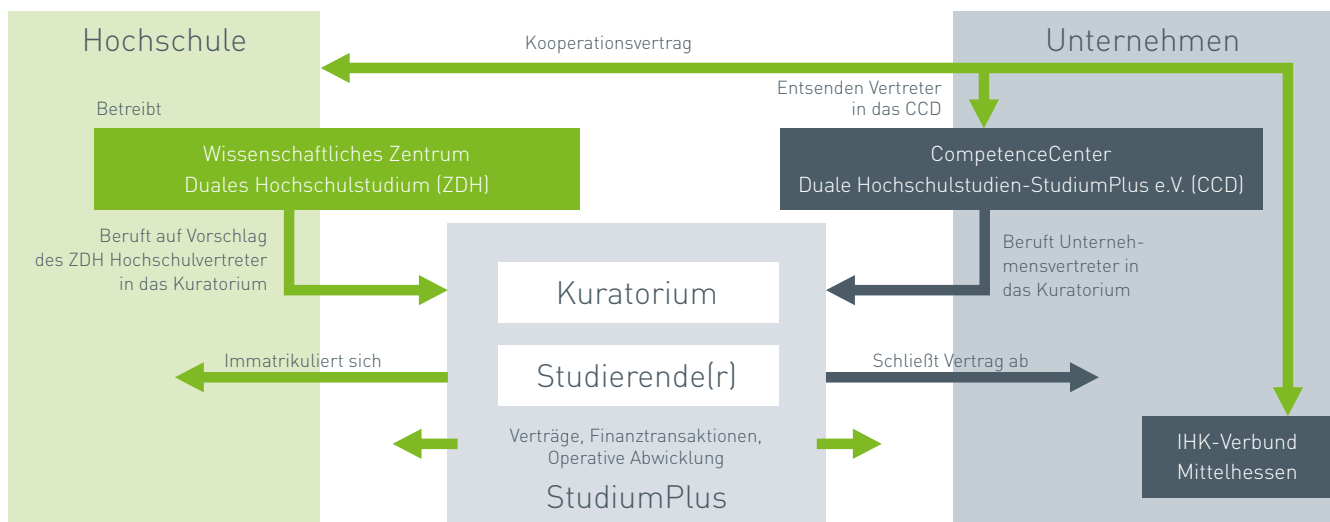 Hochschule
Kooperationsvertrag
Unternehmen
Betreibt
Entsenden Vertreter
in das CCD
Wissenschaftliches Zentrum
Duales Hochschulstudium (ZDH)
CompetenceCenter
Duale Hochschulstudien-StudiumPlus e.V. (CCD)
Beruft auf Vorschlag
des ZDH Hochschulvertreter
in das Kuratorium
Kuratorium
Beruft Unterneh-
mensvertreter in
das Kuratorium
Immatrikuliert sich
Studierende(r)
Schließt Vertrag ab
Verträge, Finanztransaktionen,
Operative Abwicklung
StudiumPlus
IHK-Verbund
Mittelhessen